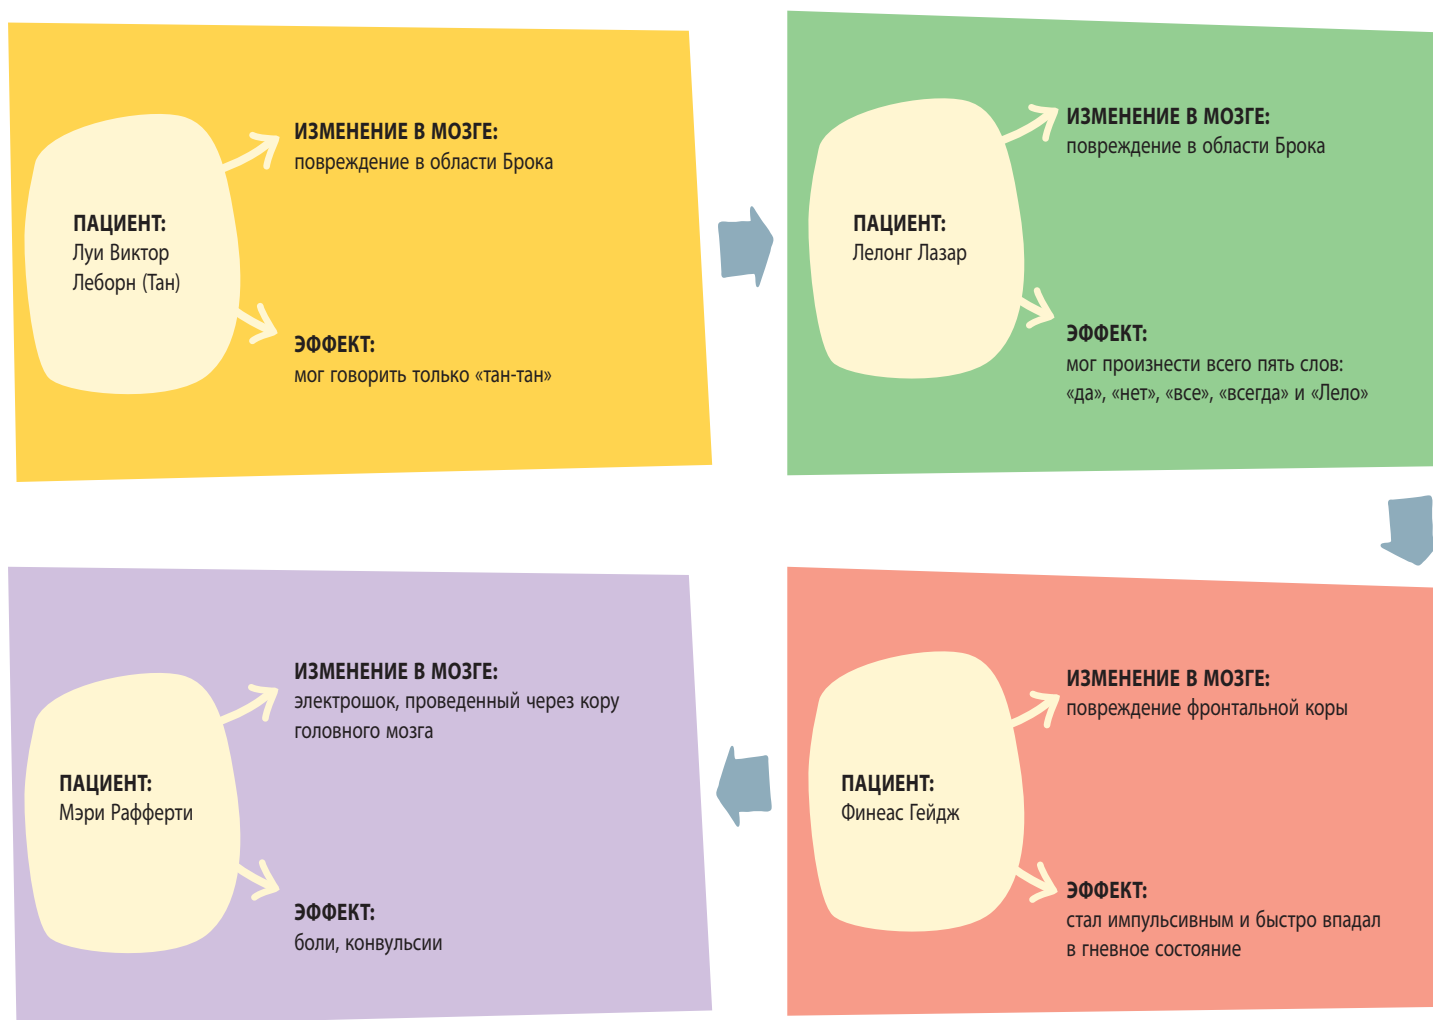 ИЗМЕНЕНИЕ В МОЗГЕ:
повреждение в области Брока
ПАЦИЕНТ:
Луи Виктор
Леборн (Тан)
ЭФФЕКТ:
мог говорить только «тан-тан»
ИЗМЕНЕНИЕ В МОЗГЕ:
повреждение в области Брока
ПАЦИЕНТ:
Лелонг Лазар
ЭФФЕКТ:
мог произнести всего пять слов:
«да», «нет», «все», «всегда» и «Лело»
ИЗМЕНЕНИЕ В МОЗГЕ:
повреждение фронтальной коры
ПАЦИЕНТ:
Финеас Гейдж
ЭФФЕКТ:
стал импульсивным и быстро впадал
в гневное состояние
ИЗМЕНЕНИЕ В МОЗГЕ:
электрошок, проведенный через кору
головного мозга
ПАЦИЕНТ:
Мэри Рафферти
ЭФФЕКТ:
боли, конвульсии